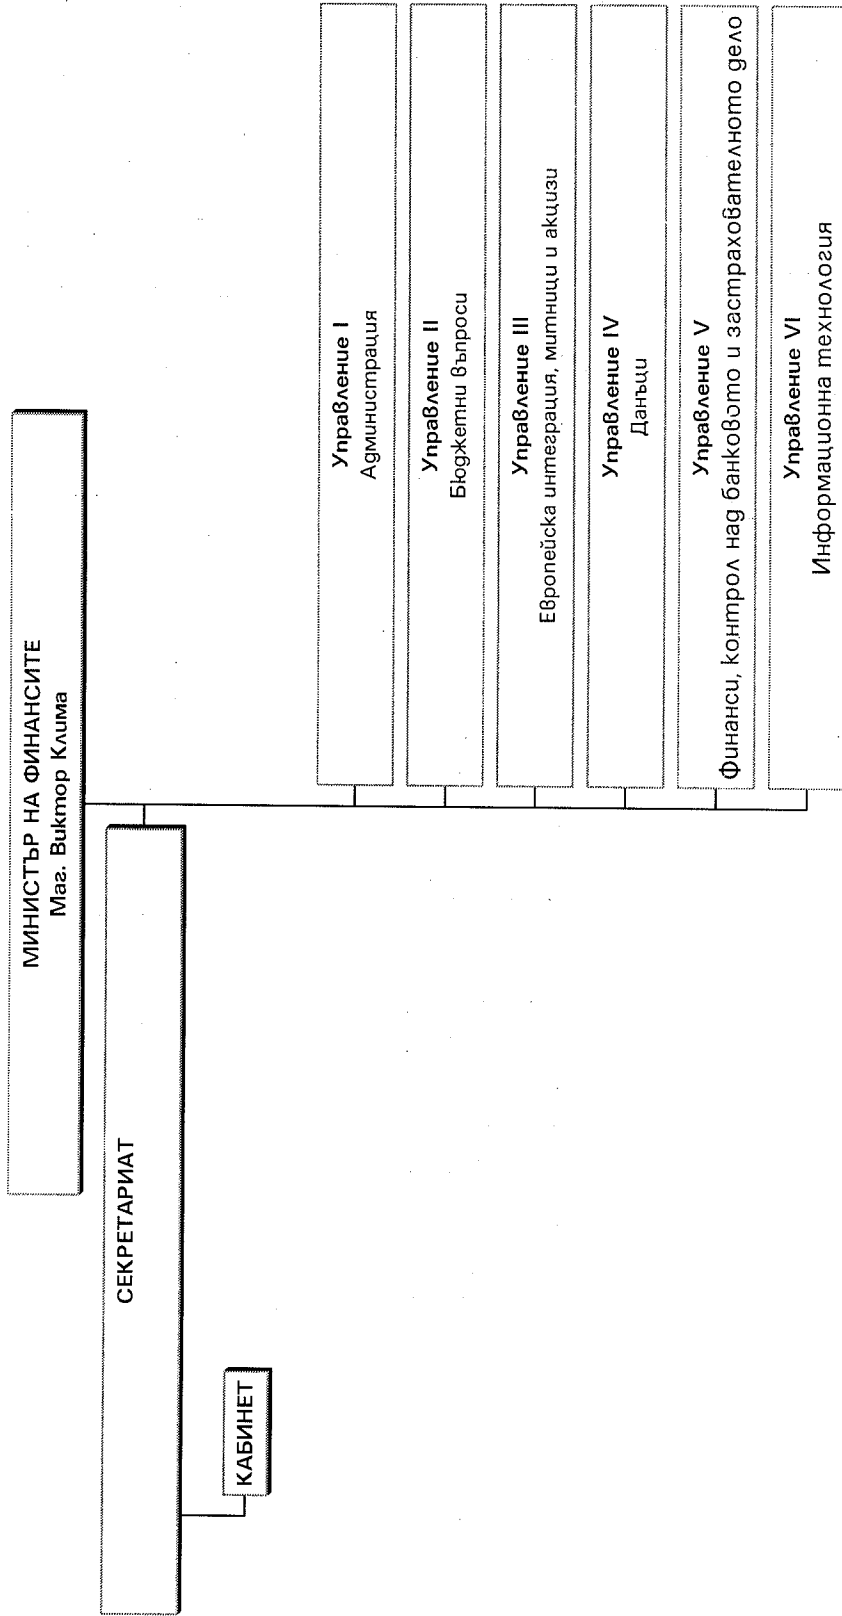 МИНИСТЪР НА ФИНАНСИТЕ
Маг. Виктор Клима
СЕКРЕТАРИАТ
КАБИНЕТ
Управление I
Администрация
Управление II
Бюджетни въпроси
Управление III
Европейска интеграция, митници и акцизи
Управление IV
Данъци
Управление V
Финанси, контрол над банковото и застрахователното дело
Управление VI
Информационна технология